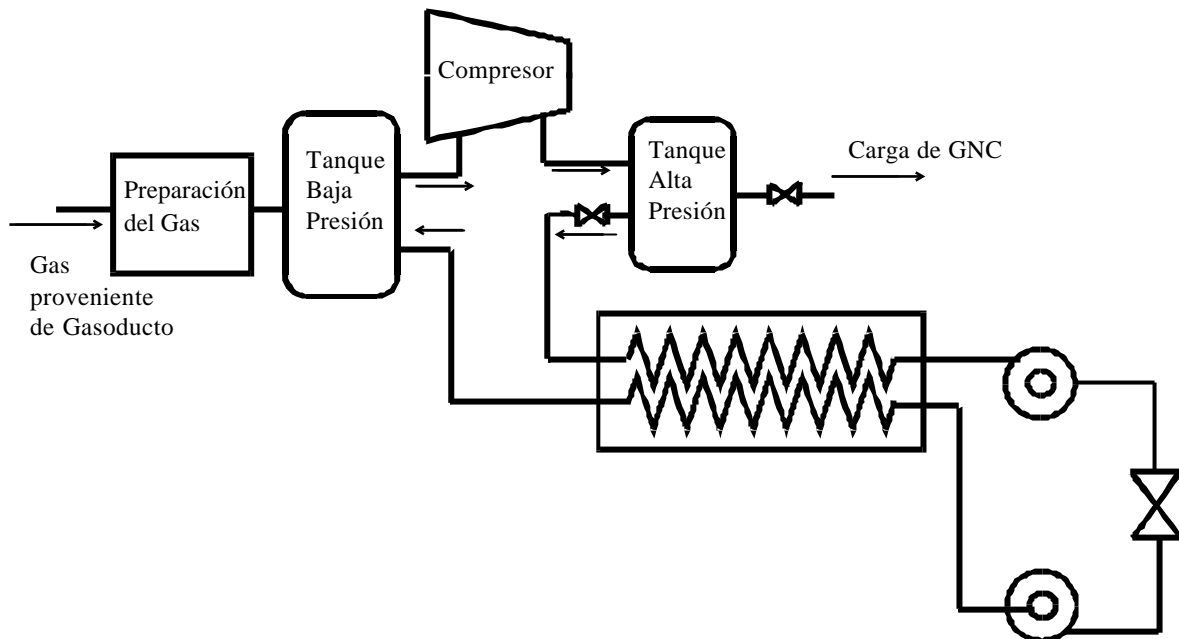 Compresor
Tanque
Baja
Presión
Tanque
Alta
Presión
Carga de GNC
Preparación
del Gas
Gas
proveniente
de Gasoducto